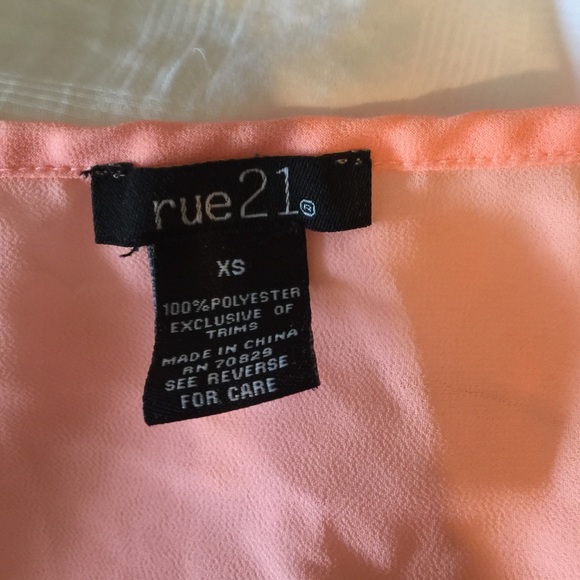 rue21®
XS
100%POLYESTER
EXCLUSIVE OF
TRIMS
MADE IN CHINA
RN 70829
SEE REVERSE
FOR CARE